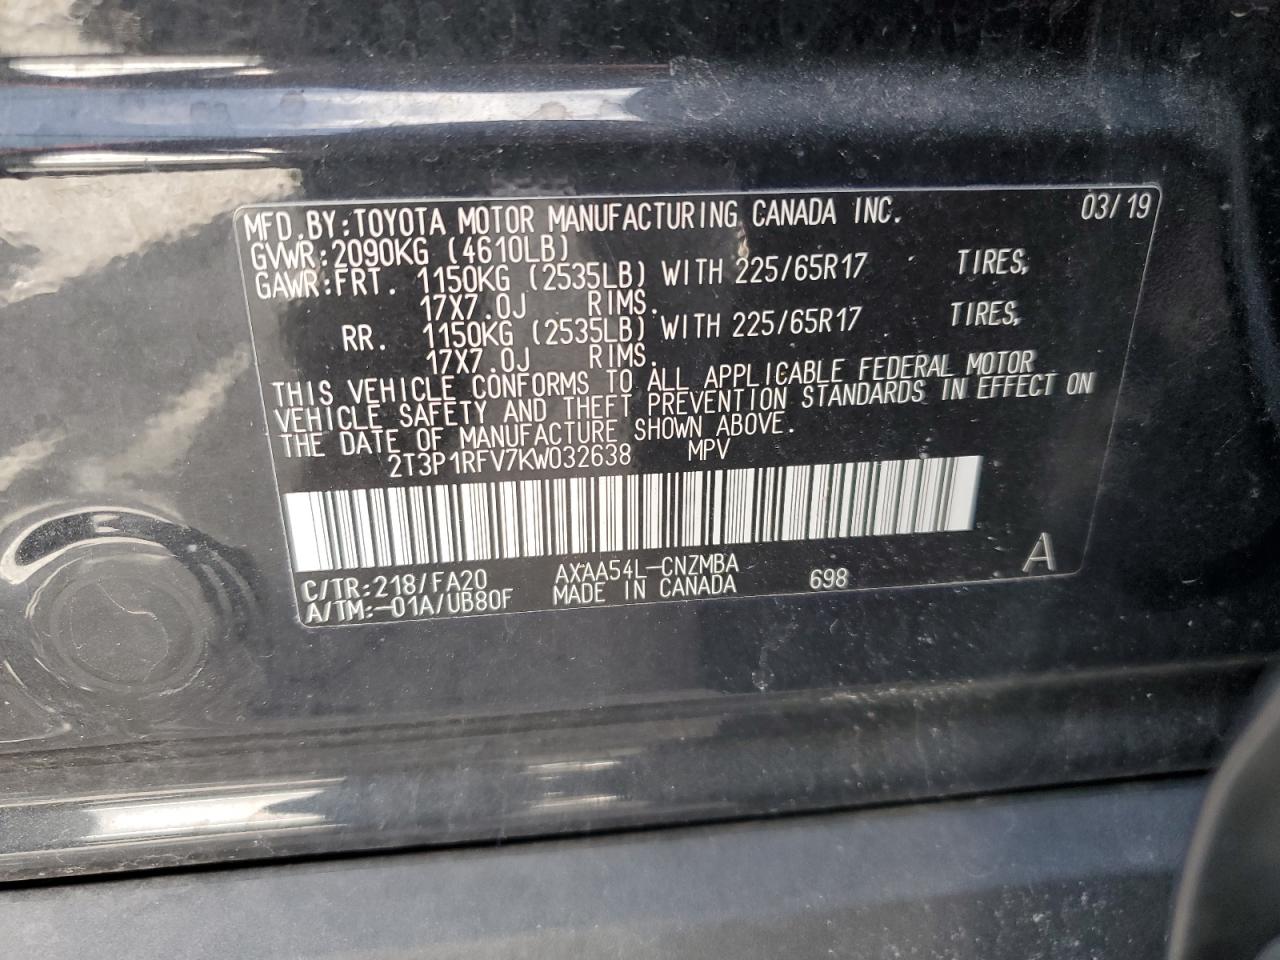 MFD.BY:TOYOTA MOTOR MANUFACTURING CANADA INC. 03/19
GVWR:2090KG (4610LB)
GAWR:FRT. 1150KG (2535LB) WITH 225/65R17 TIRES,
17X7.0J RIMS.
RR. 1150KG (2535LB) WITH 225/65R17 TIRES,
17X7.0J RIMS.
THIS VEHICLE CONFORMS TO ALL APPLICABLE FEDERAL MOTOR
VEHICLE SAFETY AND THEFT PREVENTION STANDARDS IN EFFECT ON
THE DATE OF MANUFACTURE SHOWN ABOVE.
2T3P1RFV7KW032638 MPV
C/TR:218/FA20 AXAA54L-CNZMBA 698 A
A/TM:-01A/UB80F MADE IN CANADA